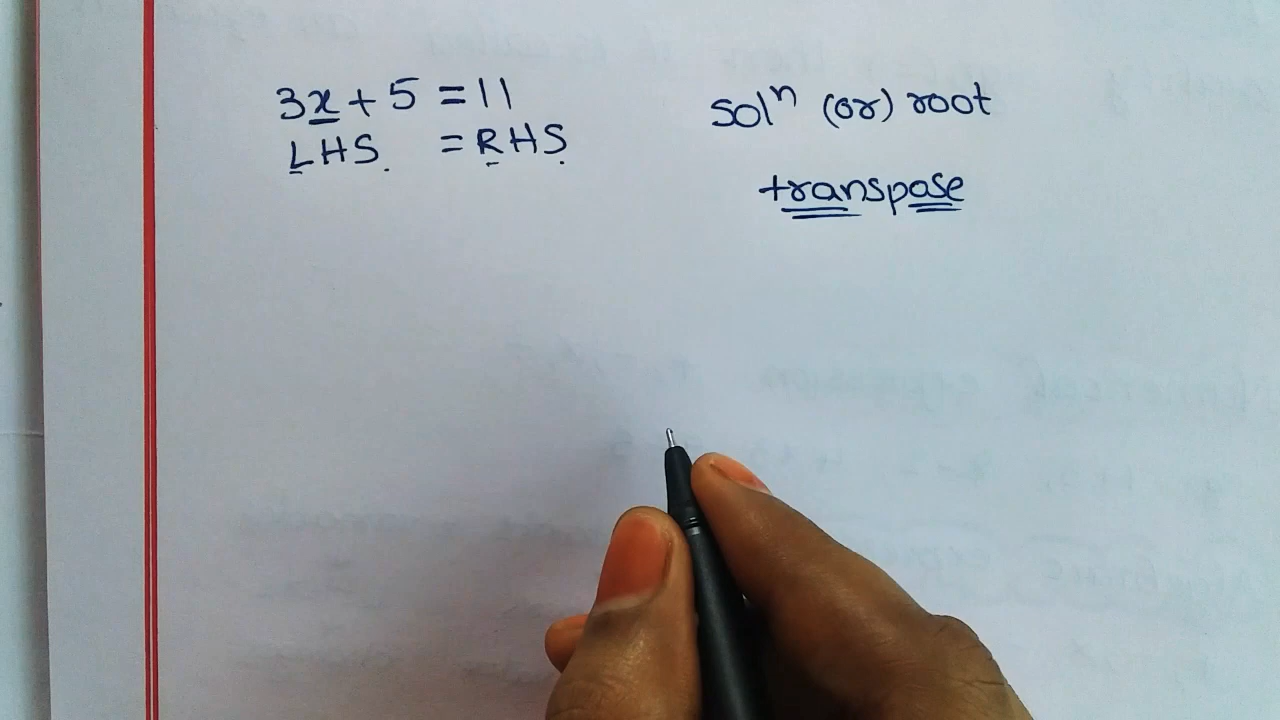 3x + 5 = 11
LHS. = RHS
solⁿ (or) root
transpose